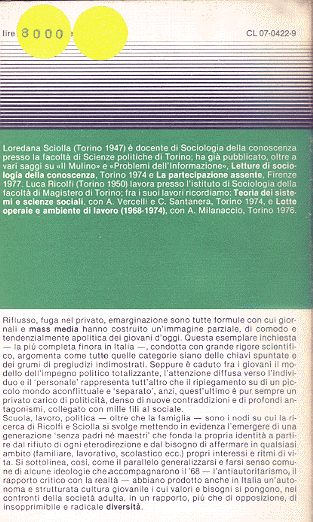 lire 8000
CL 07-0422-9
Loredana Sciolla (Torino 1947) è docente di Sociologia della conoscenza
presso la facoltà di Scienze politiche di Torino; ha già pubblicato, oltre a
vari saggi su «Il Mulino» e «Problemi dell'Informazione», Letture di socio-
logia della conoscenza, Torino 1974 e La partecipazione assente, Firenze
1977. Luca Ricolfi (Torino 1950) lavora presso l'istituto di Sociologia della
facoltà di Magistero di Torino; fra i suoi lavori ricordiamo: Teoria dei siste-
mi e scienze sociali, con A. Vercelli e C. Santanera, Torino 1974, e Lotte
operaie e ambiente di lavoro (1968-1974), con A. Milanaccio, Torino 1976.
Riflusso, fuga nel privato, emarginazione sono tutte formule con cui gior-
nali e mass media hanno costruito un'immagine parziale, di comodo e
tendenzialmente apolitica dei giovani d'oggi. Questa esemplare inchiesta
— la più completa finora in Italia —, condotta con grande rigore scientifi-
co, argomenta come tutte quelle categorie siano delle chiavi spuntate e
dei grumi di pregiudizi indimostrati. Seppure è caduto fra i giovani il mo-
dello dell'impegno politico totalizzante, l'attenzione diffusa verso l'indivi-
duo e il 'personale' rappresenta tutt'altro che il ripiegamento su di un pic-
colo mondo aconflittuale e 'separato', anzi, quest'ultimo è pur sempre un
privato carico di politicità, denso di nuove contraddizioni e di profondi an-
tagonismi, collegato con mille fili al sociale.
Scuola, lavoro, politica — oltre che la famiglia — sono i nodi su cui la ri-
cerca di Ricolfi e Sciolla si svolge mettendo in evidenza l'emergere di una
generazione 'senza padri né maestri' che fonda la propria identità a parti-
re dal rifiuto di ogni eterodirezione e dal bisogno di affermare in qualsiasi
ambito (familiare, lavorativo, scolastico ecc.) propri interessi e ritmi di vi-
ta. Si sottolinea, così, come il parallelo generalizzarsi e farsi senso comu-
ne di alcune ideologie che accompagnarono il '68 — l'antiautoritarismo, il
rapporto critico con la realtà — abbiano prodotto anche in Italia un'auto-
noma e strutturata cultura giovanile i cui valori e bisogni si pongono, nei
confronti della società adulta, in un rapporto, più che di opposizione, di
insopprimibile e radicale diversità.